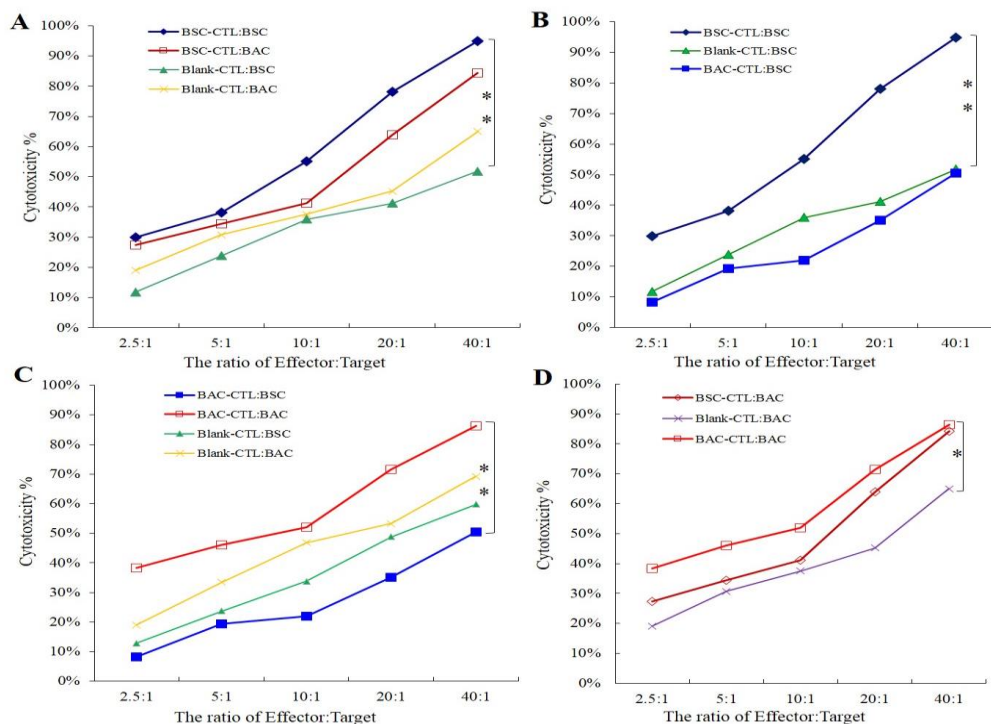 A
100%
90%
80%
70%
60%
50%
40%
30%
20%
10%
0%
Cytotoxicity %
BSC-CTL:BSC
BSC-CTL:BAC
Blank-CTL:BSC
Blank-CTL:BAC
*
*
2.5:1 5:1 10:1 20:1 40:1
The ratio of Effector:Target
B
100%
90%
80%
70%
60%
50%
40%
30%
20%
10%
0%
Cytotoxicity %
BSC-CTL:BSC
Blank-CTL:BSC
BAC-CTL:BSC
*
*
2.5:1 5:1 10:1 20:1 40:1
The ratio of Effector:Target
C
100%
90%
80%
70%
60%
50%
40%
30%
20%
10%
0%
Cytotoxicity %
BAC-CTL:BSC
BAC-CTL:BAC
Blank-CTL:BSC
Blank-CTL:BAC
*
*
2.5:1 5:1 10:1 20:1 40:1
The ratio of Effector:Target
D
100%
90%
80%
70%
60%
50%
40%
30%
20%
10%
0%
Cytotoxicity %
BSC-CTL:BAC
Blank-CTL:BAC
BAC-CTL:BAC
*
2.5:1 5:1 10:1 20:1 40:1
The ratio of Effector:Target